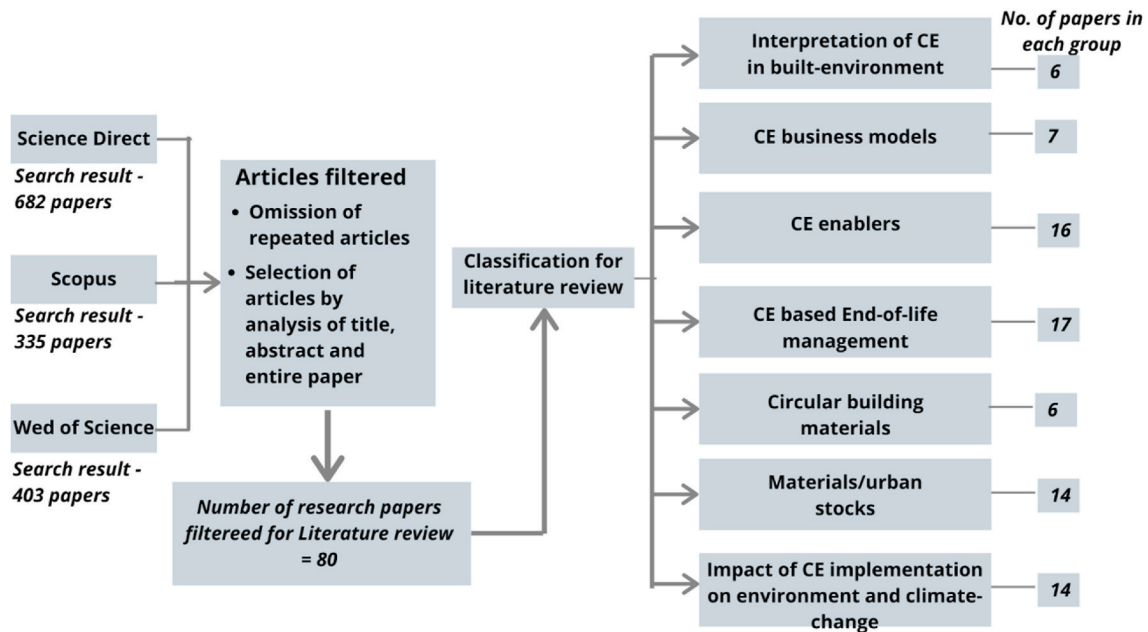 Science Direct
Search result -
682 papers
Scopus
Search result -
335 papers
Wed of Science
Search result -
403 papers
Articles filtered
• Omission of
repeated articles
• Selection of
articles by
analysis of title,
abstract and
entire paper
Number of research papers
filtereed for Literature review
= 80
Classification for
literature review
No. of papers in
each group
Interpretation of CE
in built-environment
6
CE business models
7
CE enablers
16
CE based End-of-life
management
17
Circular building
materials
6
Materials/urban
stocks
14
Impact of CE implementation
on environment and climate-
change
14